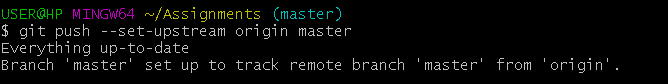 USER@HP MINGW64 ~/Assignments (master)
$ git push --set-upstream origin master
Everything up-to-date
Branch 'master' set up to track remote branch 'master' from 'origin'.